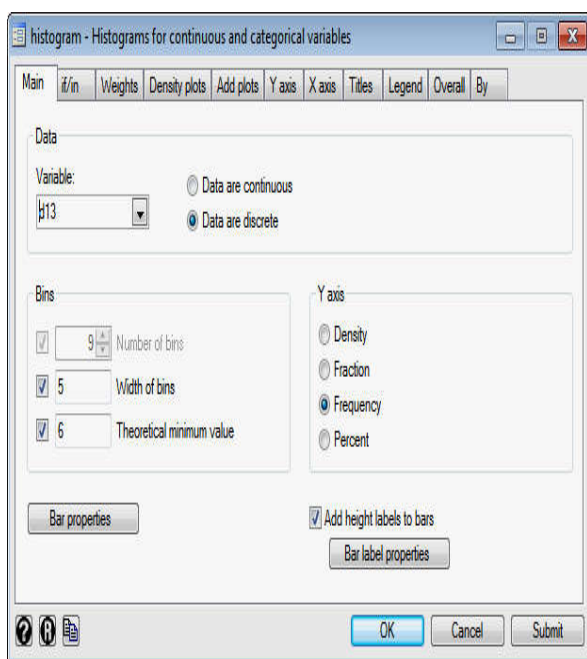 histogram - Histograms for continuous and categorical variables
Main if/in Weights Density plots Add plots Y axis X axis Titles Legend Overall By
Data
Variable:
d13
Data are continuous
Data are discrete
Bins
9 Number of bins
5 Width of bins
6 Theoretical minimum value
Y axis
Density
Fraction
Frequency
Percent
Bar properties
Add height labels to bars
Bar label properties
OK Cancel Submit